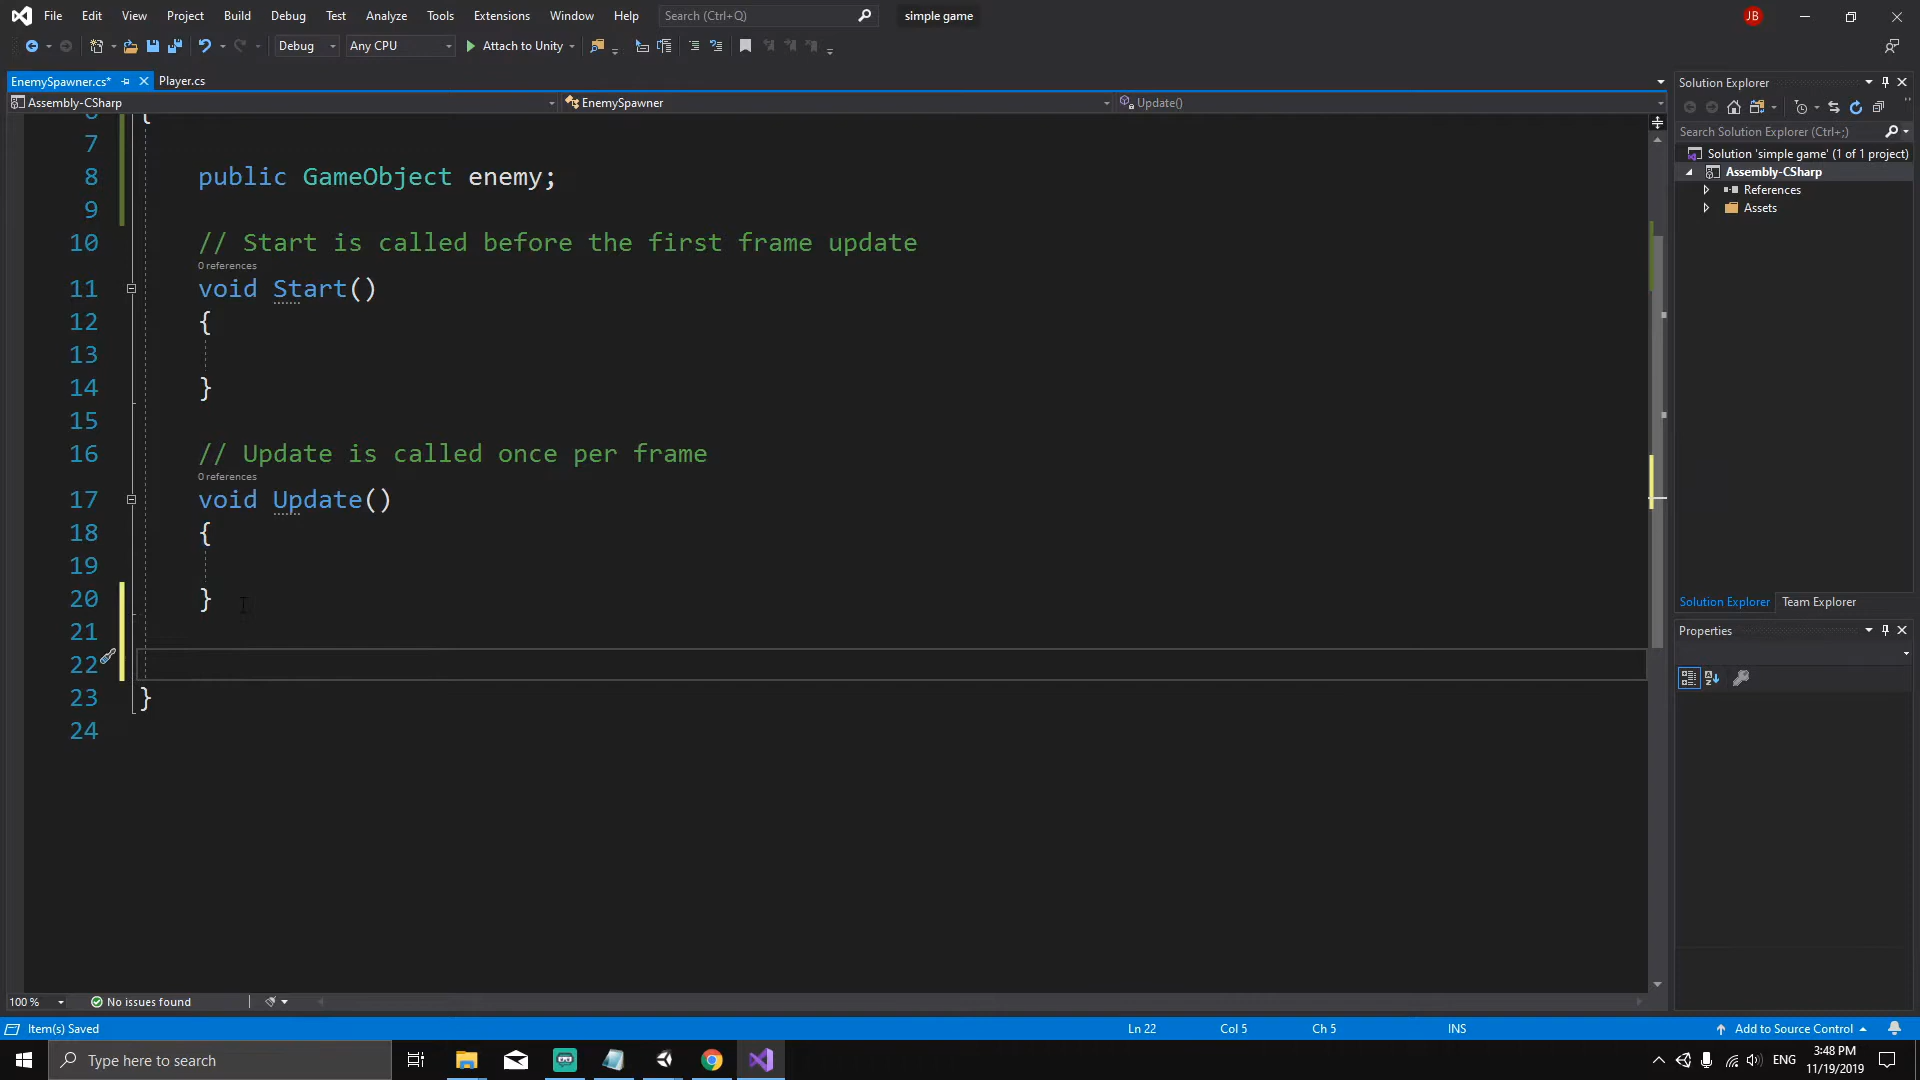 File Edit View Project Build Debug Test Analyze Tools Extensions Window Help Search (Ctrl+Q) simple game JB
Debug Any CPU Attach to Unity
EnemySpawner.cs* Player.cs
Assembly-CSharp EnemySpawner Update()
6 {
7
8 public GameObject enemy;
9
10 // Start is called before the first frame update
0 references
11 void Start()
12 {
13
14 }
15
16 // Update is called once per frame
0 references
17 void Update()
18 {
19
20 }
21
22
23 }
24
Solution Explorer
Search Solution Explorer (Ctrl+;)
Solution 'simple game' (1 of 1 project)
Assembly-CSharp
References
Assets
Solution Explorer Team Explorer
Properties
100 % No issues found
Item(s) Saved Ln 22 Col 5 Ch 5 INS Add to Source Control
Type here to search ENG 3:48 PM
11/19/2019